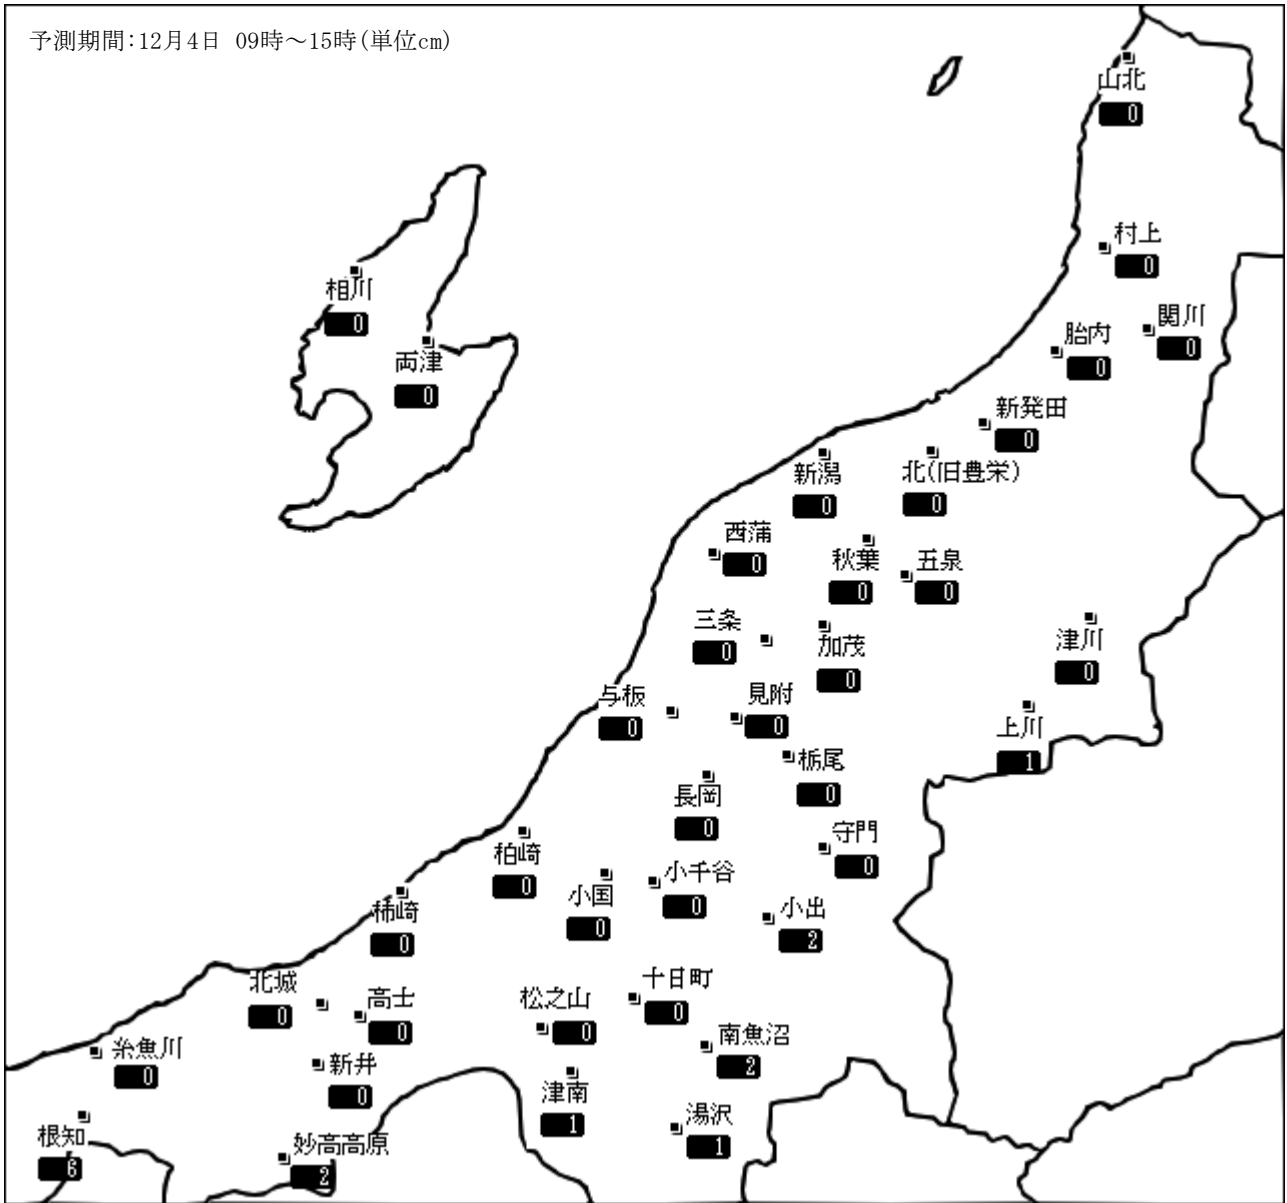 予測期間:12月4日 09時～15時(単位cm)
山北
0
村上
0
相川
0
関川
0
胎内
0
両津
0
新発田
0
新潟
0
北(旧豊栄)
0
西蒲
0
秋葉
0
五泉
0
三条
0
加茂
0
津川
0
与板
0
見附
0
上川
1
栃尾
0
長岡
0
守門
0
柏崎
0
小千谷
0
小国
0
小出
2
柿崎
0
北城
0
高士
0
松之山
0
十日町
0
南魚沼
2
糸魚川
0
新井
0
津南
1
湯沢
1
根知
6
妙高高原
2